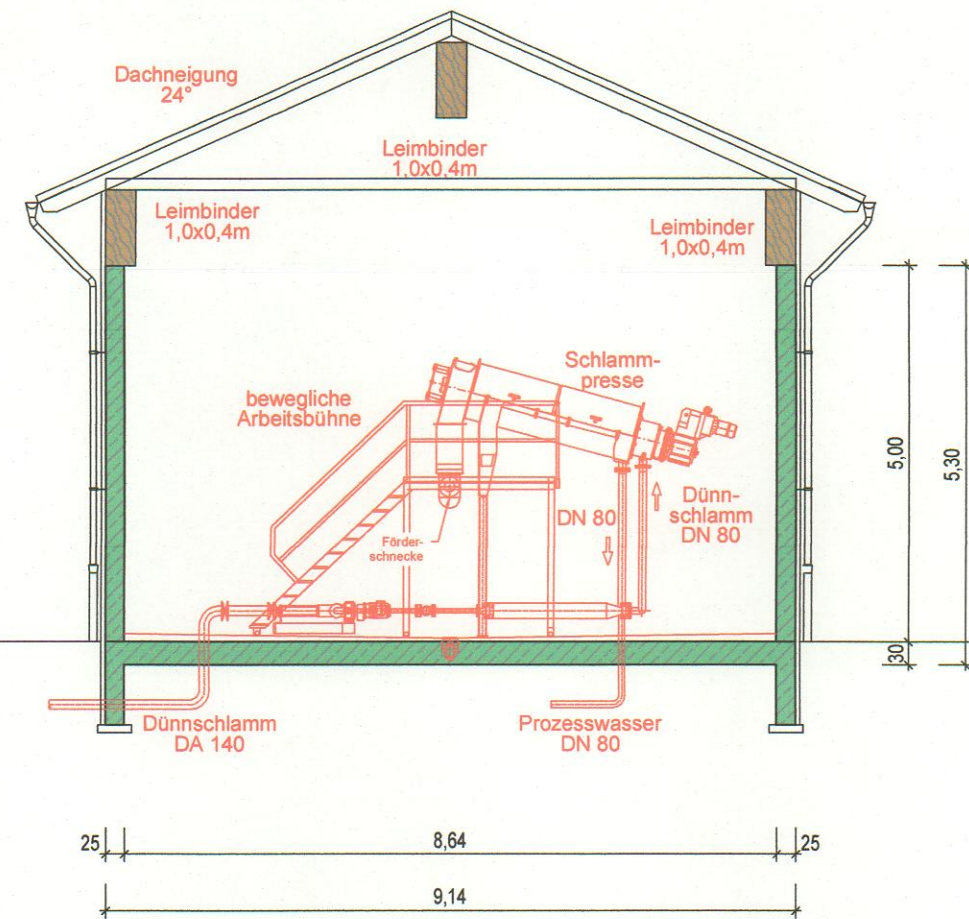 Dachneigung
24°
Leimbinder
1,0x0,4m
Leimbinder
1,0x0,4m
Leimbinder
1,0x0,4m
Schlamm-
presse
bewegliche
Arbeitsbühne
Förder-
schnecke
DN 80
Dünn-
schlamm
DN 80
5,00
5,30
30
Dünnschlamm
DA 140
Prozesswasser
DN 80
25
8,64
25
9,14